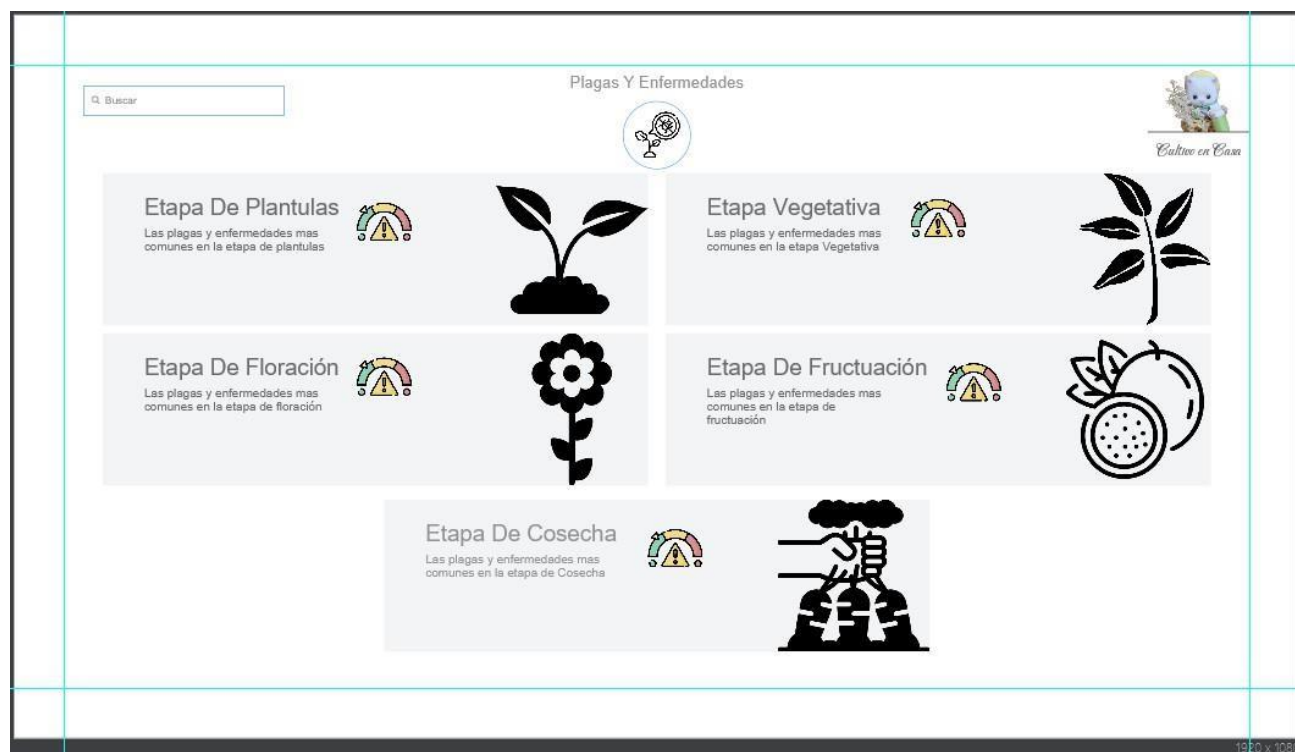 Plagas Y Enfermedades
Buscar
Cultivo en Casa
Etapa De Plantulas
Las plagas y enfermedades mas
comunes en la etapa de plantulas
Etapa Vegetativa
Las plagas y enfermedades mas
comunes en la etapa Vegetativa
Etapa De Floración
Las plagas y enfermedades mas
comunes en la etapa de floración
Etapa De Fructuación
Las plagas y enfermedades mas
comunes en la etapa de
fructuación
Etapa De Cosecha
Las plagas y enfermedades mas
comunes en la etapa de Cosecha
1920 x 1080